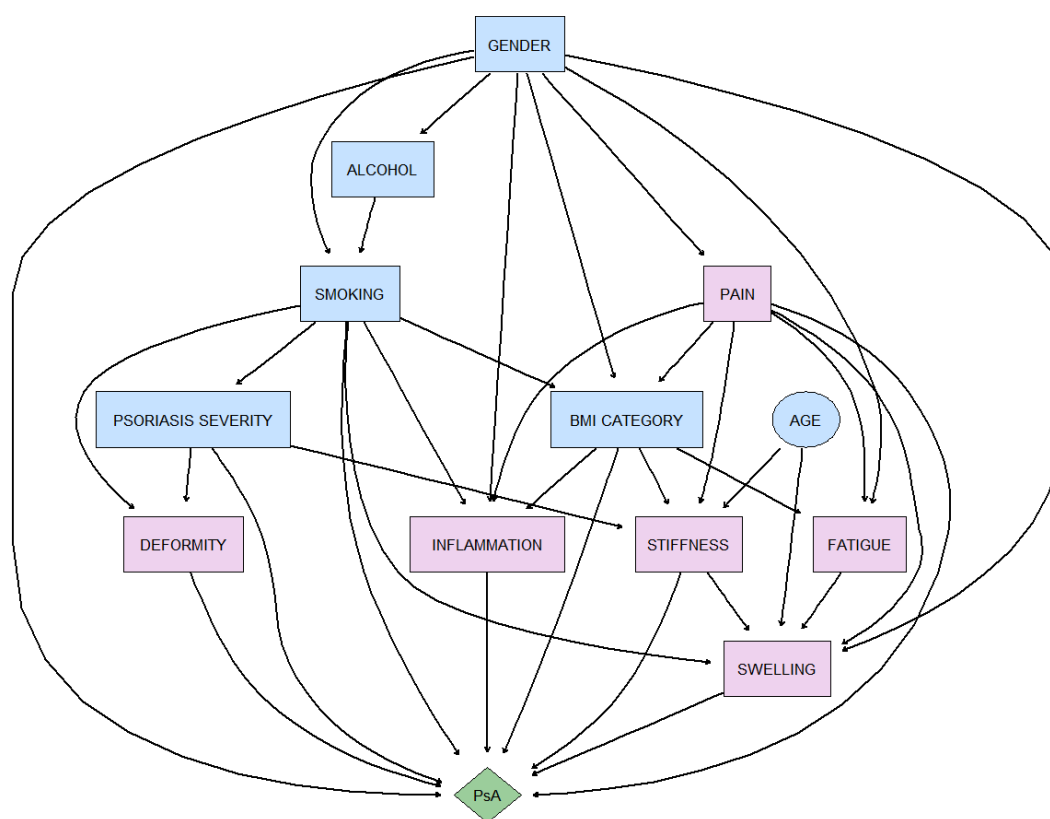 GENDER
ALCOHOL
SMOKING
PAIN
PSORIASIS SEVERITY
BMI CATEGORY
AGE
DEFORMITY
INFLAMMATION
STIFFNESS
FATIGUE
SWELLING
PsA